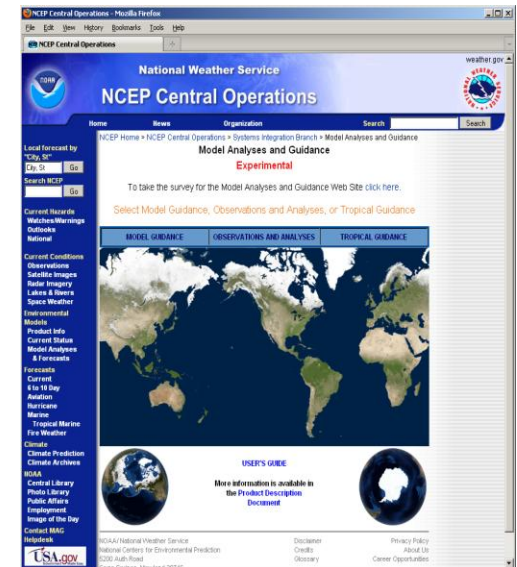 NCEP Central Operations - Mozilla Firefox
File Edit View History Bookmarks Tools Help
NCEP Central Operations
weather.gov
NOAA
National Weather Service
NCEP Central Operations
Home News Organization Search Search
NCEP Home > NCEP Central Operations > Systems Integration Branch > Model Analyses and Guidance
Local forecast by
"City, St"
City, St Go
Search NCEP
Go
Current Hazards
Watches/Warnings
Outlooks
National
Current Conditions
Observations
Satellite Images
Radar Imagery
Lakes & Rivers
Space Weather
Environmental
Models
Product Info
Current Status
Model Analyses
& Forecasts
Forecasts
Current
6 to 10 Day
Aviation
Hurricane
Marine
Tropical Marine
Fire Weather
Climate
Climate Prediction
Climate Archives
NOAA
Central Library
Photo Library
Public Affairs
Employment
Image of the Day
Contact MAG
Helpdesk
USA.gov
Model Analyses and Guidance
Experimental
To take the survey for the Model Analyses and Guidance Web Site click here.
Select Model Guidance, Observations and Analyses, or Tropical Guidance
MODEL GUIDANCE OBSERVATIONS AND ANALYSES TROPICAL GUIDANCE
USER'S GUIDE
More information is available in
the Product Description
Document
NOAA/ National Weather Service
National Centers for Environmental Prediction
5200 Auth Road
Disclaimer
Credits
Glossary
Privacy Policy
About Us
Career Opportunities